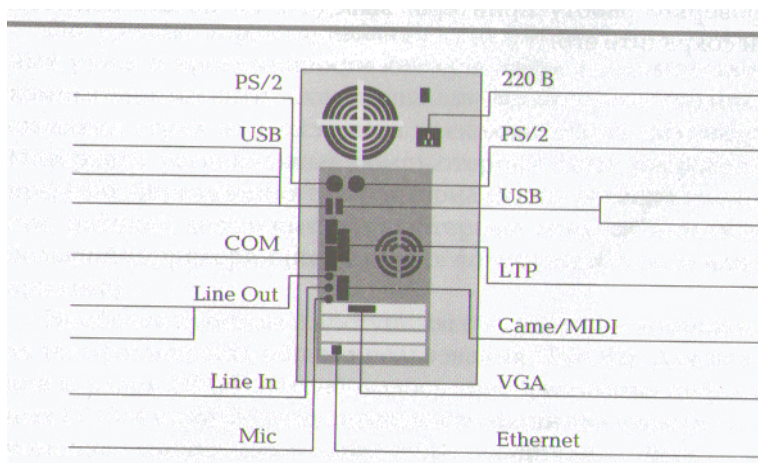 PS/2
220 В
USB
PS/2
USB
COM
LTP
Line Out
Came/MIDI
Line In
VGA
Mic
Ethernet